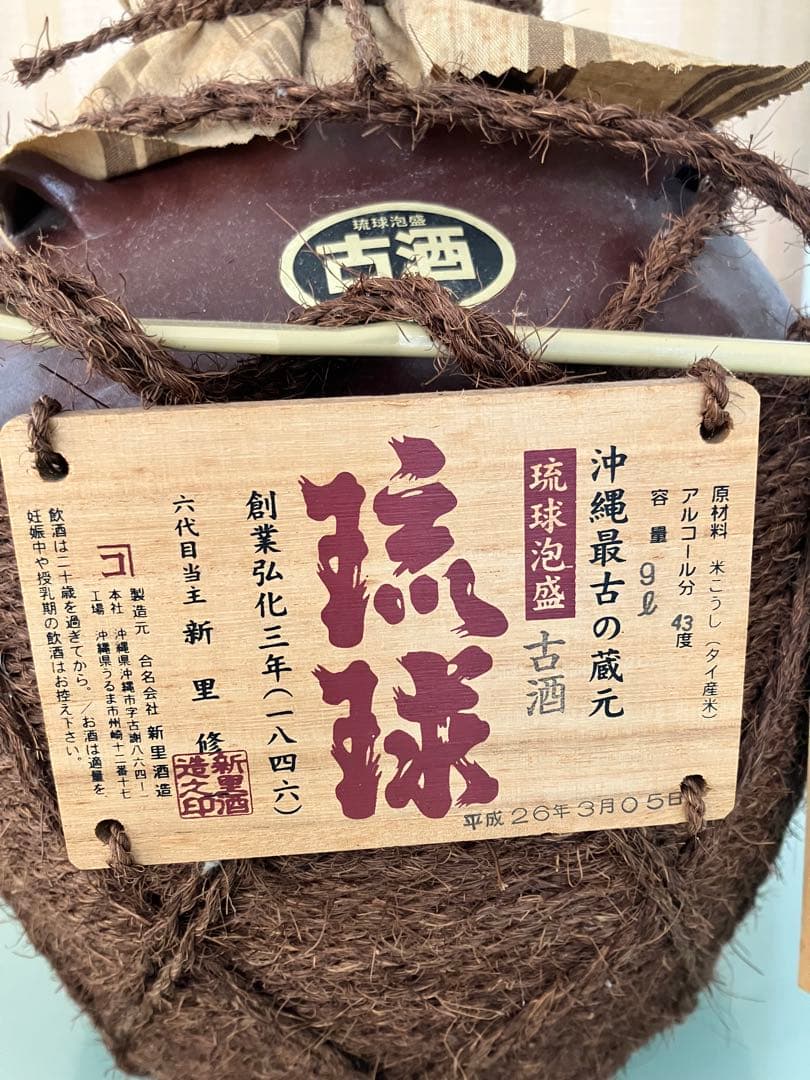 琉球泡盛
古酒
原材料 米こうじ(タイ産米)
アルコール分 43度
容量 9ℓ
沖縄最古の蔵元
琉球泡盛 古酒
琉球
平成26年3月05日
創業弘化三年(一八四六)
六代目当主 新里 修
新里酒造之印
製造元 合名会社 新里酒造
本社 沖縄県沖縄市字古謝八六四ー一
工場 沖縄県うるま市州崎十二番十七
飲酒は二十歳を過ぎてから。/お酒は適量を
妊娠中や授乳期の飲酒はお控え下さい。